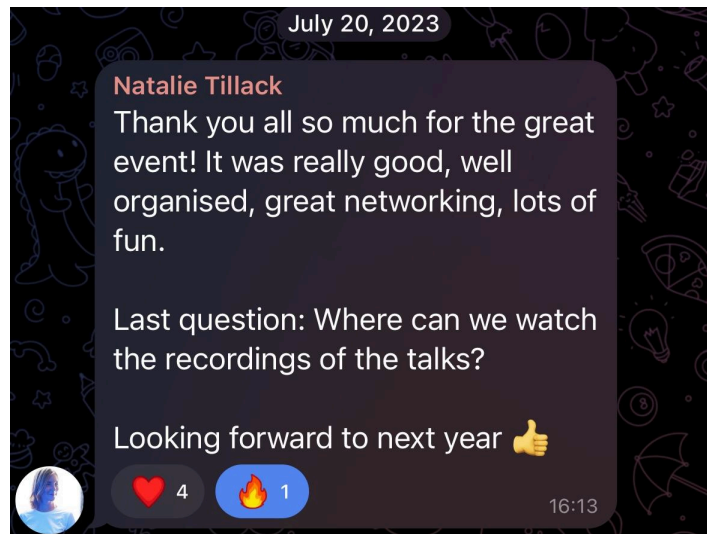 July 20, 2023
Natalie Tillack
Thank you all so much for the great
event! It was really good, well
organised, great networking, lots of
fun.
Last question: Where can we watch
the recordings of the talks?
Looking forward to next year 👍
❤️ 4 🔥 1
16:13